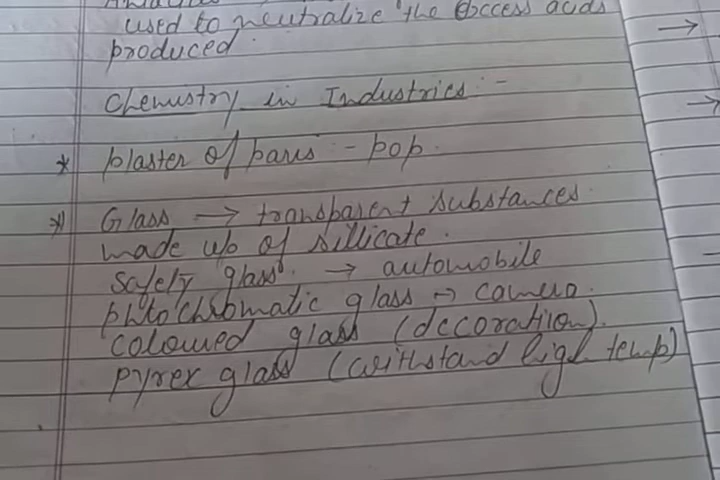 used to neutralize the Excess acids
produced.
Chemistry in Industries :-
* plaster of paris :- pop.
* Glass → transparent substances
made up of sillicate.
safety glass. → automobile
photochromatic glass → camera.
coloured glass (decoration).
pyrex glass (withstand high temp)
→
→